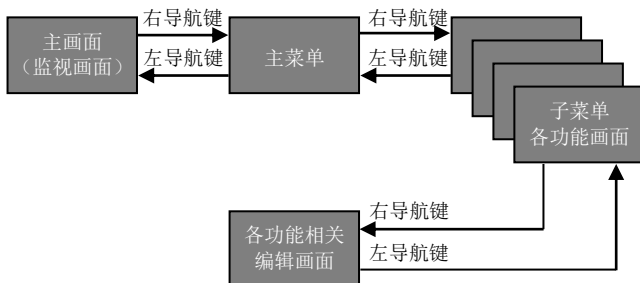 右导航键
右导航键
主画面
（监视画面）
主菜单
左导航键
左导航键
子菜单
各功能画面
右导航键
各功能相关
编辑画面
左导航键